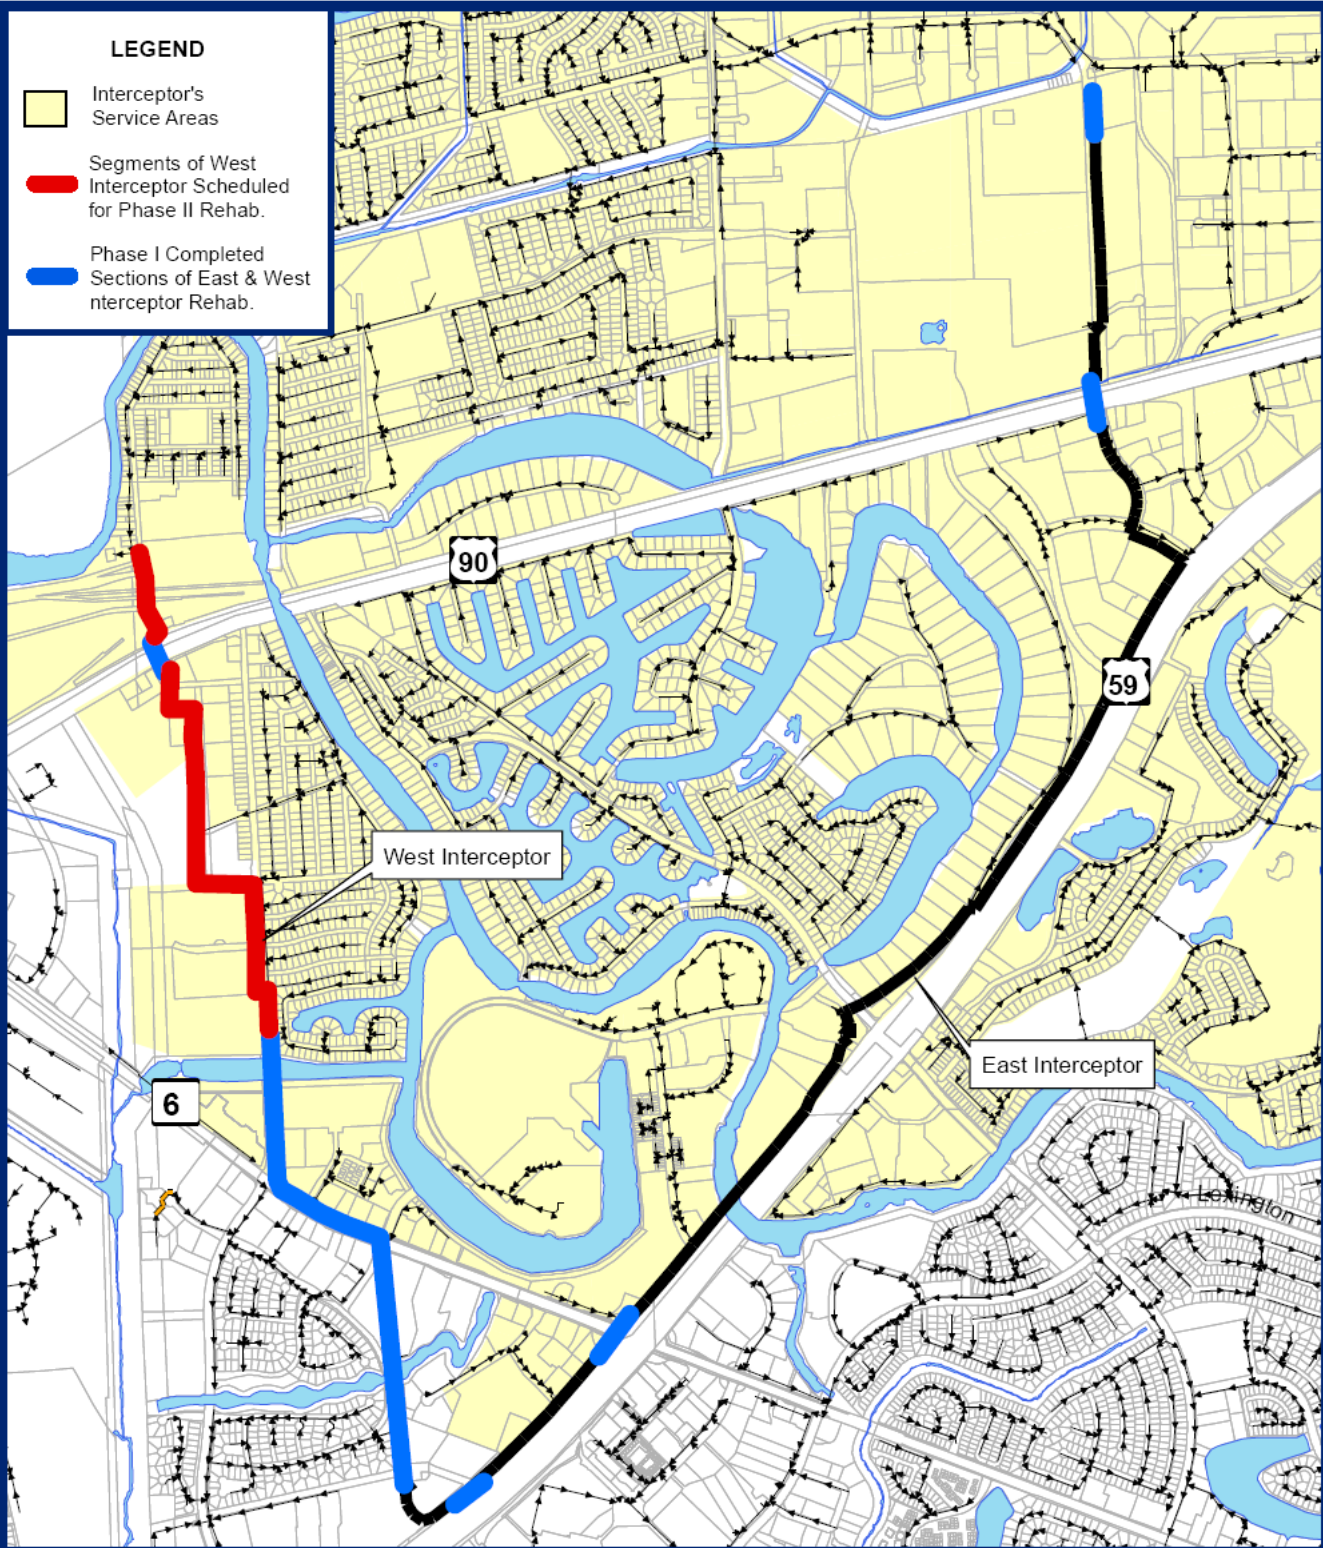 LEGEND
Interceptor's
Service Areas
Segments of West
Interceptor Scheduled
for Phase II Rehab.
Phase I Completed
Sections of East & West
nterceptor Rehab.
90
59
West Interceptor
East Interceptor
6
Lexington